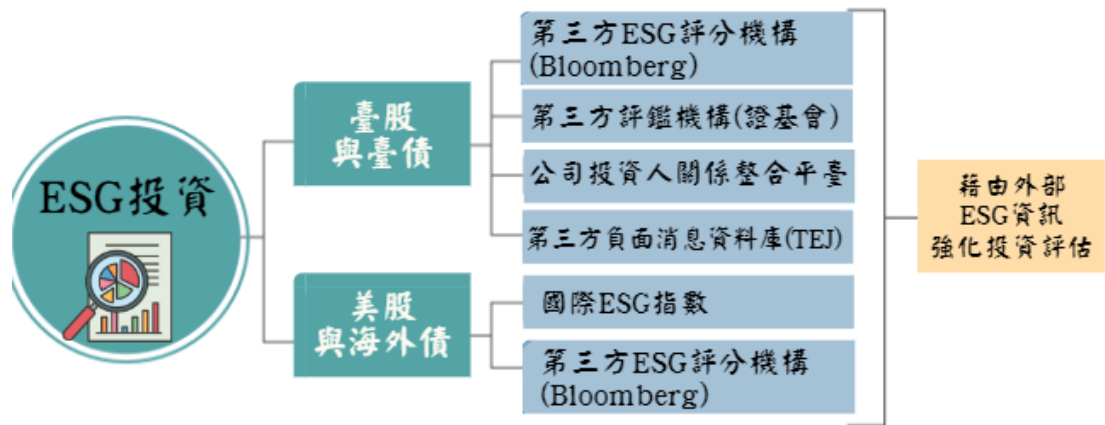 ESG投資
臺股
與臺債
美股
與海外債
第三方ESG評分機構
(Bloomberg)
第三方評鑑機構(證基會)
公司投資人關係整合平臺
第三方負面消息資料庫(TEJ)
國際ESG指數
第三方ESG評分機構
(Bloomberg)
藉由外部
ESG資訊
強化投資評估